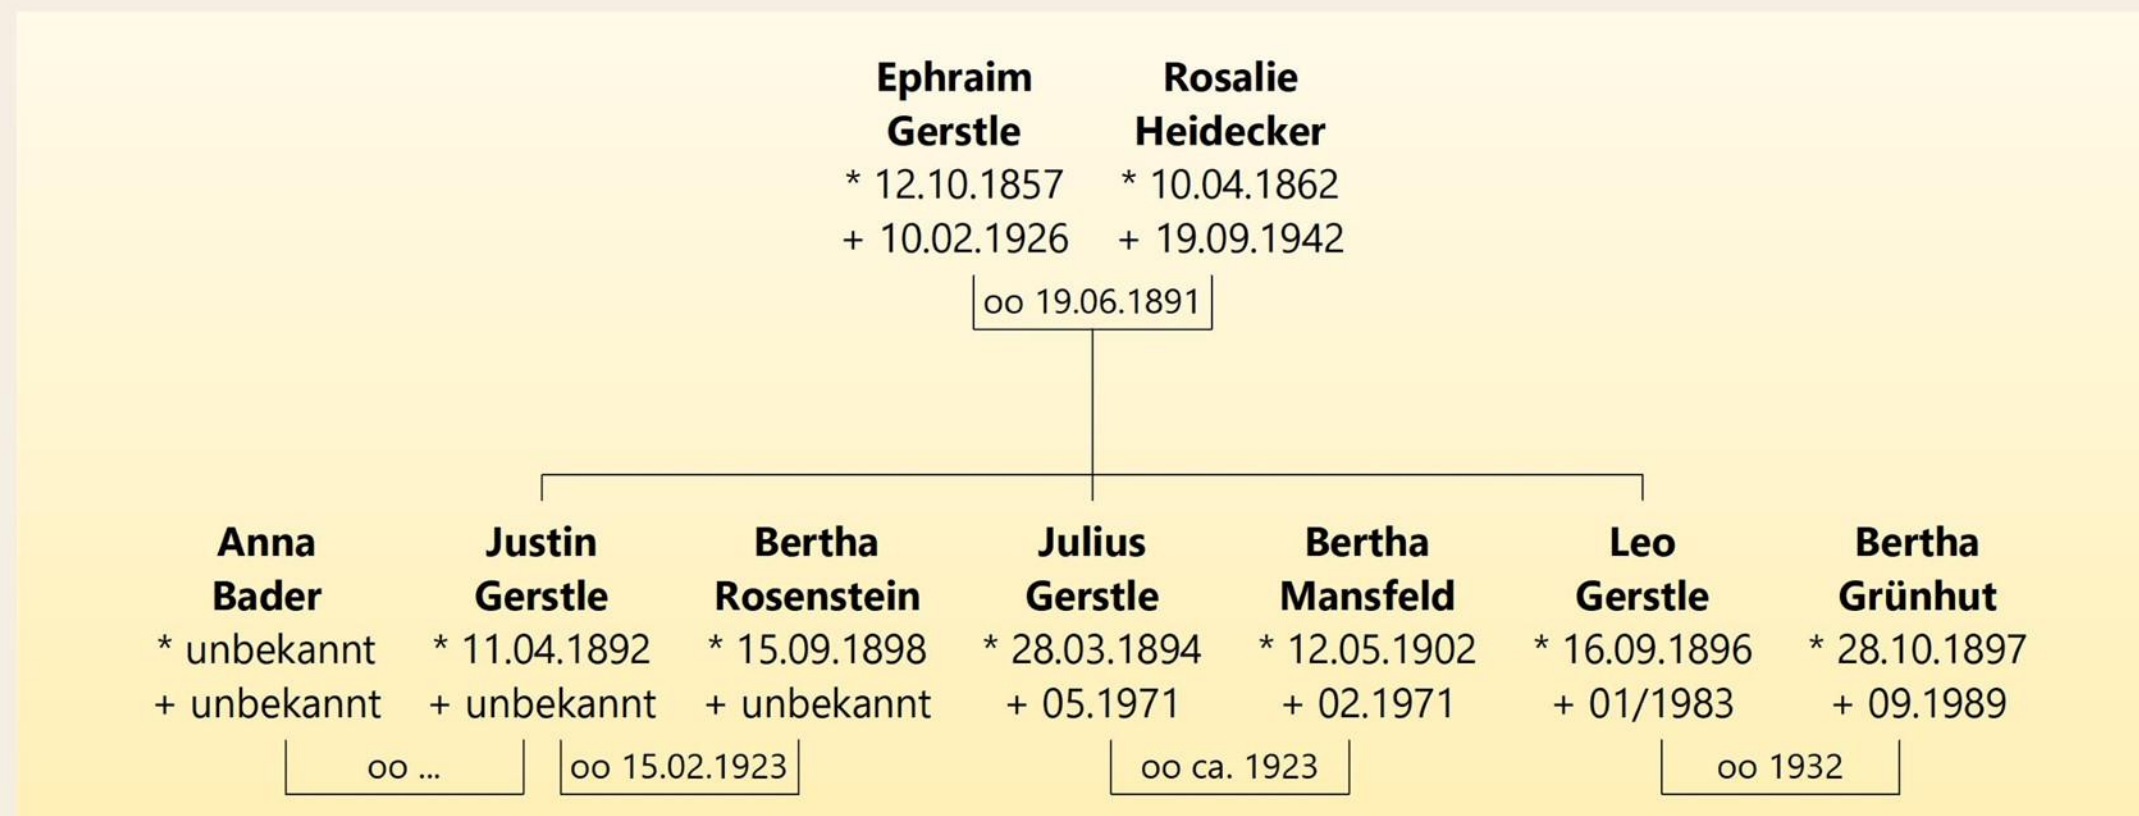 Ephraim Gerstle
* 12.10.1857
+ 10.02.1926
Rosalie Heidecker
* 10.04.1862
+ 19.09.1942
oo 19.06.1891
Anna
Bader
* unbekannt
+ unbekannt
Justin
Gerstle
* 11.04.1892
+ unbekannt
Bertha
Rosenstein
* 15.09.1898
+ unbekannt
Julius
Gerstle
* 28.03.1894
+ 05.1971
Bertha
Mansfeld
* 12.05.1902
+ 02.1971
Leo
Gerstle
* 16.09.1896
+ 01/1983
Bertha
Grünhut
* 28.10.1897
+ 09.1989
oo ...
oo 15.02.1923
oo ca. 1923
oo 1932